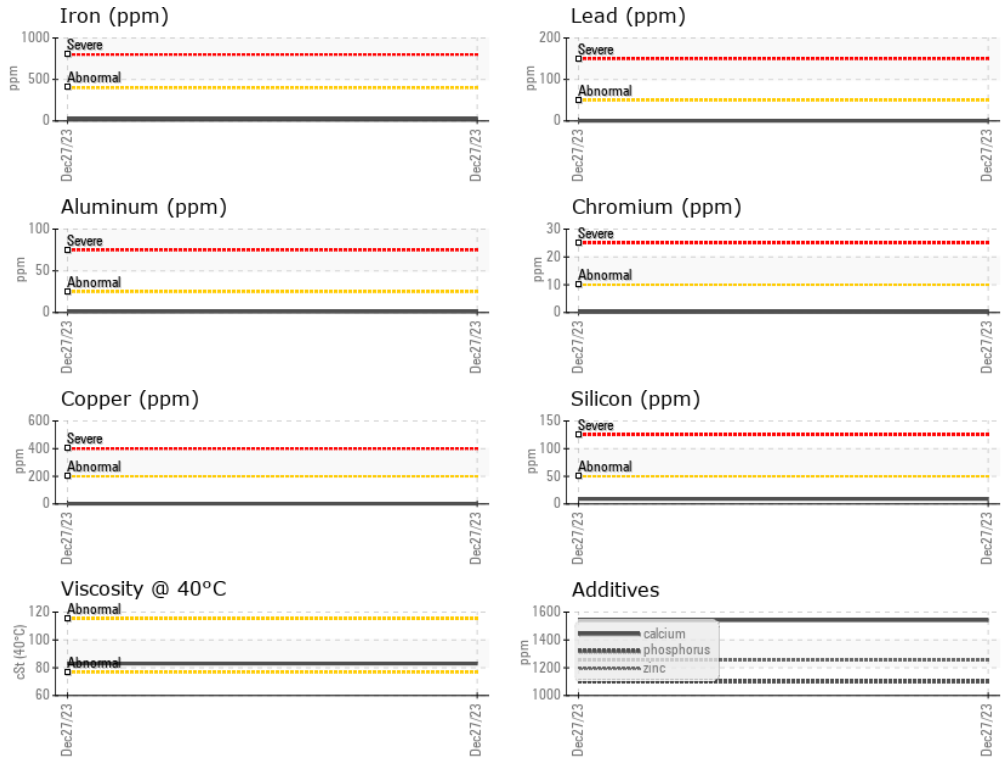 Iron (ppm)
1000
500
0
ppm
Severe
Abnormal
Dec27/23
Dec27/23
Lead (ppm)
200
100
0
ppm
Severe
Abnormal
Dec27/23
Dec27/23
Aluminum (ppm)
100
50
0
ppm
Severe
Abnormal
Dec27/23
Dec27/23
Chromium (ppm)
30
20
10
0
ppm
Severe
Abnormal
Dec27/23
Dec27/23
Copper (ppm)
600
400
200
0
ppm
Severe
Abnormal
Dec27/23
Dec27/23
Silicon (ppm)
150
100
50
0
ppm
Severe
Abnormal
Dec27/23
Dec27/23
Viscosity @ 40°C
120
100
80
60
cSt (40°C)
Abnormal
Abnormal
Dec27/23
Dec27/23
Additives
1600
1400
1200
1000
ppm
calcium
phosphorus
zinc
Dec27/23
Dec27/23